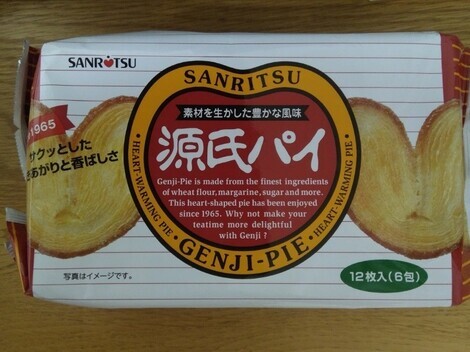 SANRITSU
SANRITSU
素材を生かした豊かな風味
源氏パイ
1965
サクッとした
あがりと香ばしさ
Genji-Pie is made from the finest ingredients
of wheat flour, margarine, sugar and more.
This heart-shaped pie has been enjoyed
since 1965. Why not make your
teatime more delightful
with Genji ?
HEART-WARMING PIE
HEART-WARMING PIE
GENJI-PIE
写真はイメージです。
12枚入(6包)